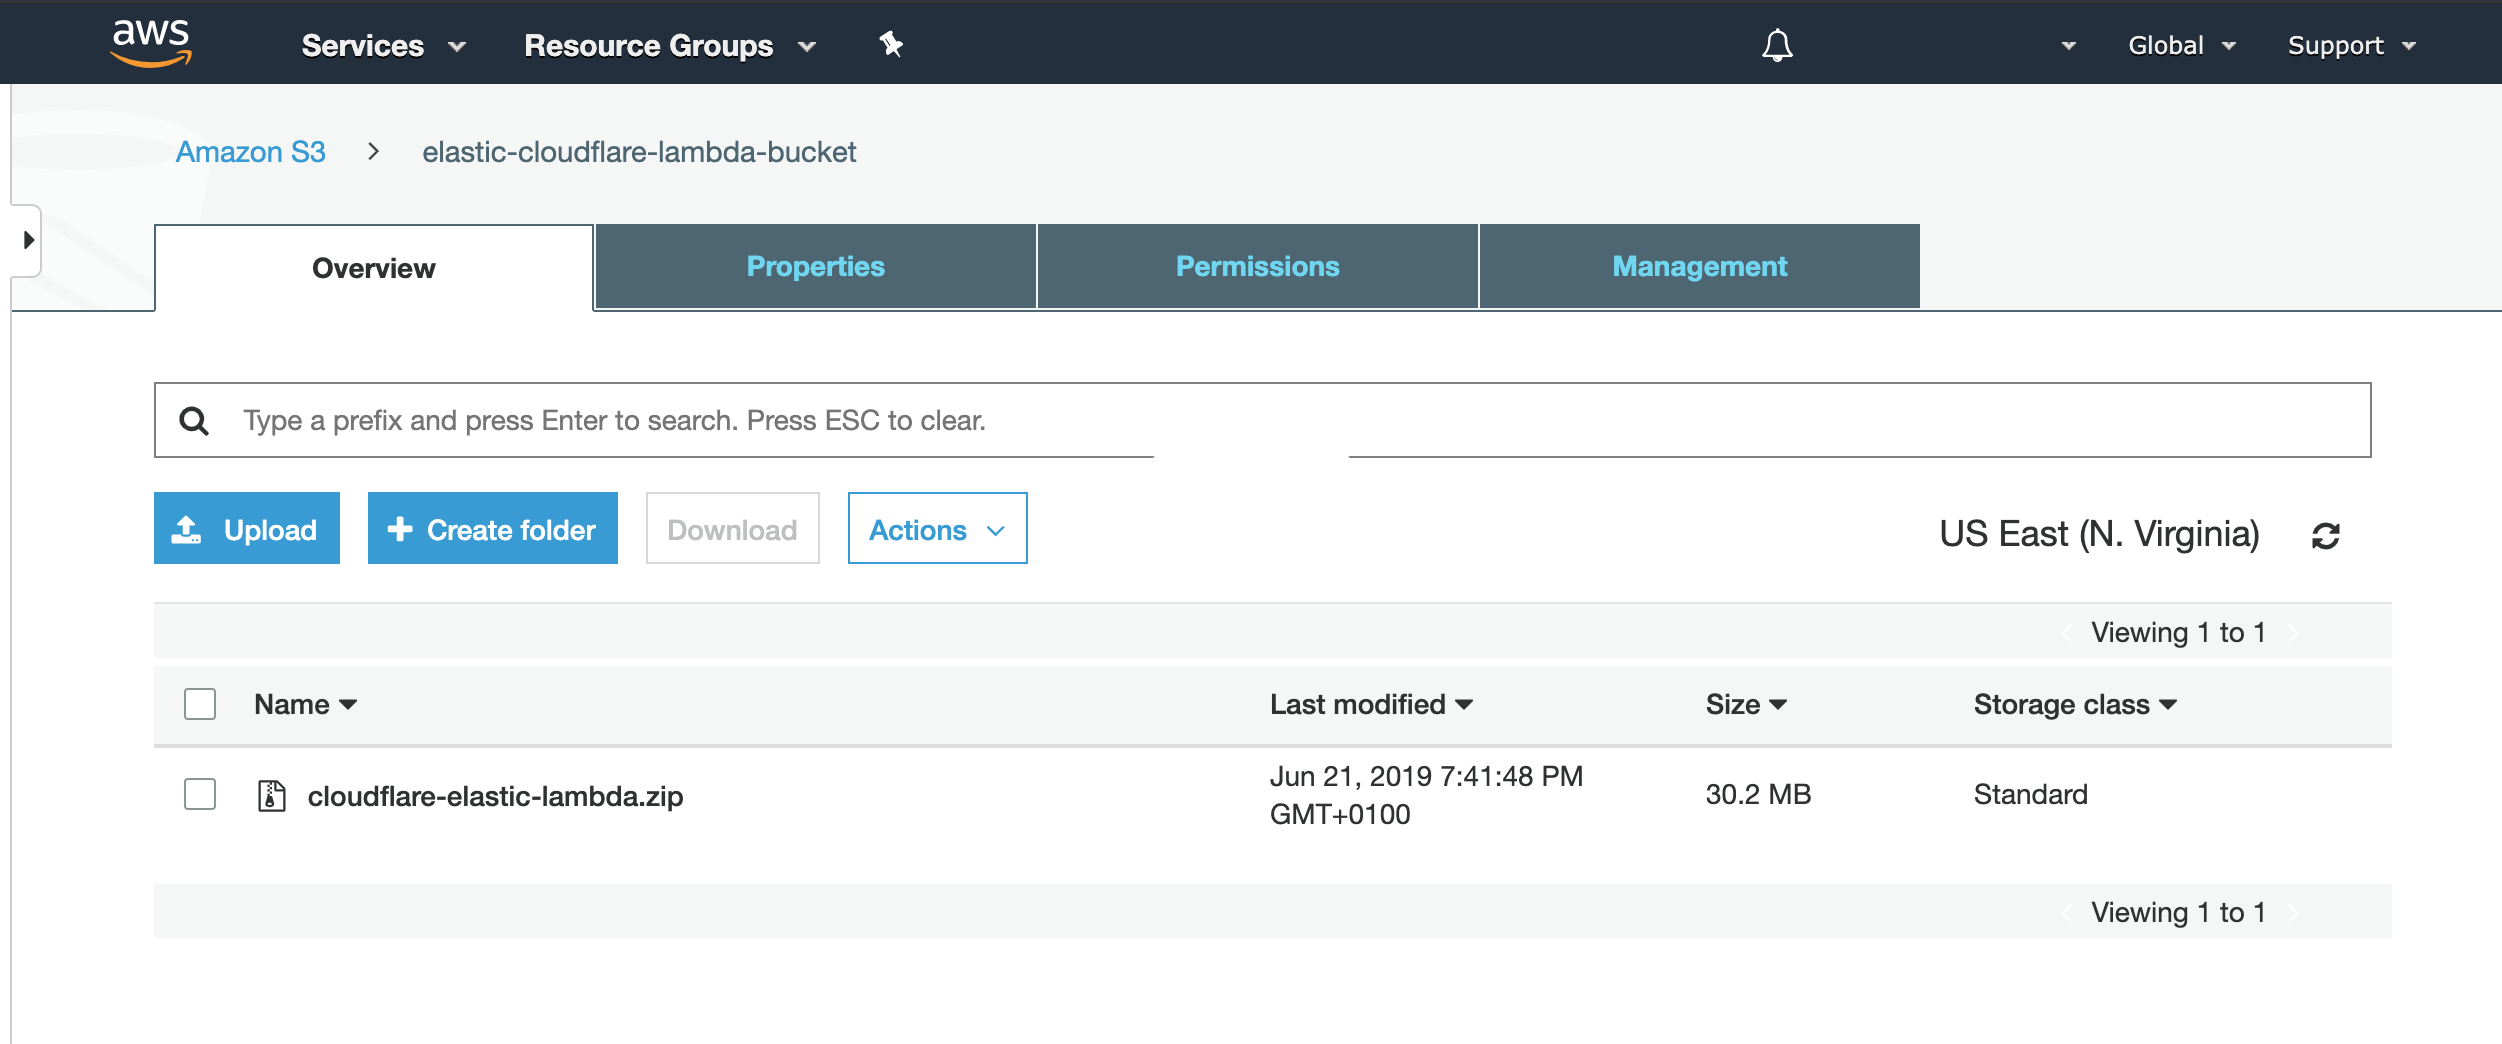 aws Services Resource Groups Global Support
Amazon S3 > elastic-cloudflare-lambda-bucket
Overview Properties Permissions Management
Type a prefix and press Enter to search. Press ESC to clear.
Upload + Create folder Download Actions US East (N. Virginia)
Viewing 1 to 1
Name Last modified Size Storage class
cloudflare-elastic-lambda.zip Jun 21, 2019 7:41:48 PM 30.2 MB Standard
GMT+0100
Viewing 1 to 1